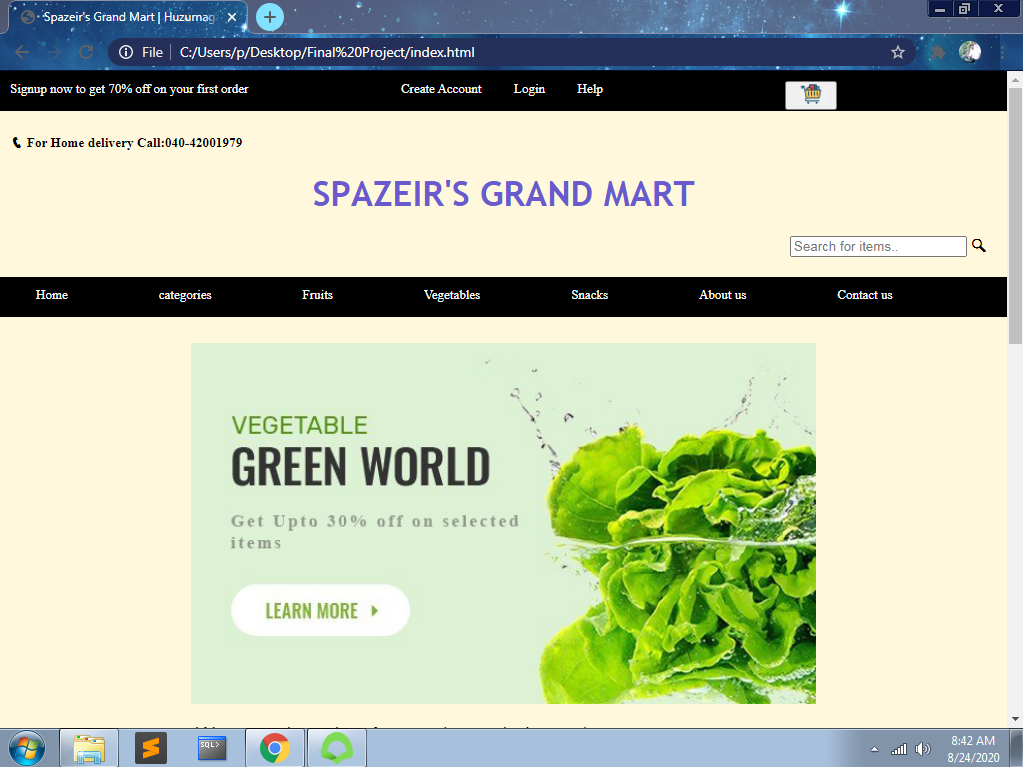 Spazeir's Grand Mart | Huzurnag
File
C:/Users/p/Desktop/Final%20Project/index.html
Signup now to get 70% off on your first order
Create Account
Login
Help
For Home delivery Call:040-42001979
SPAZEIR'S GRAND MART
Search for items..
Home
categories
Fruits
Vegetables
Snacks
About us
Contact us
VEGETABLE
GREEN WORLD
Get Upto 30% off on selected
items
LEARN MORE
SQL>
8:42 AM
8/24/2020